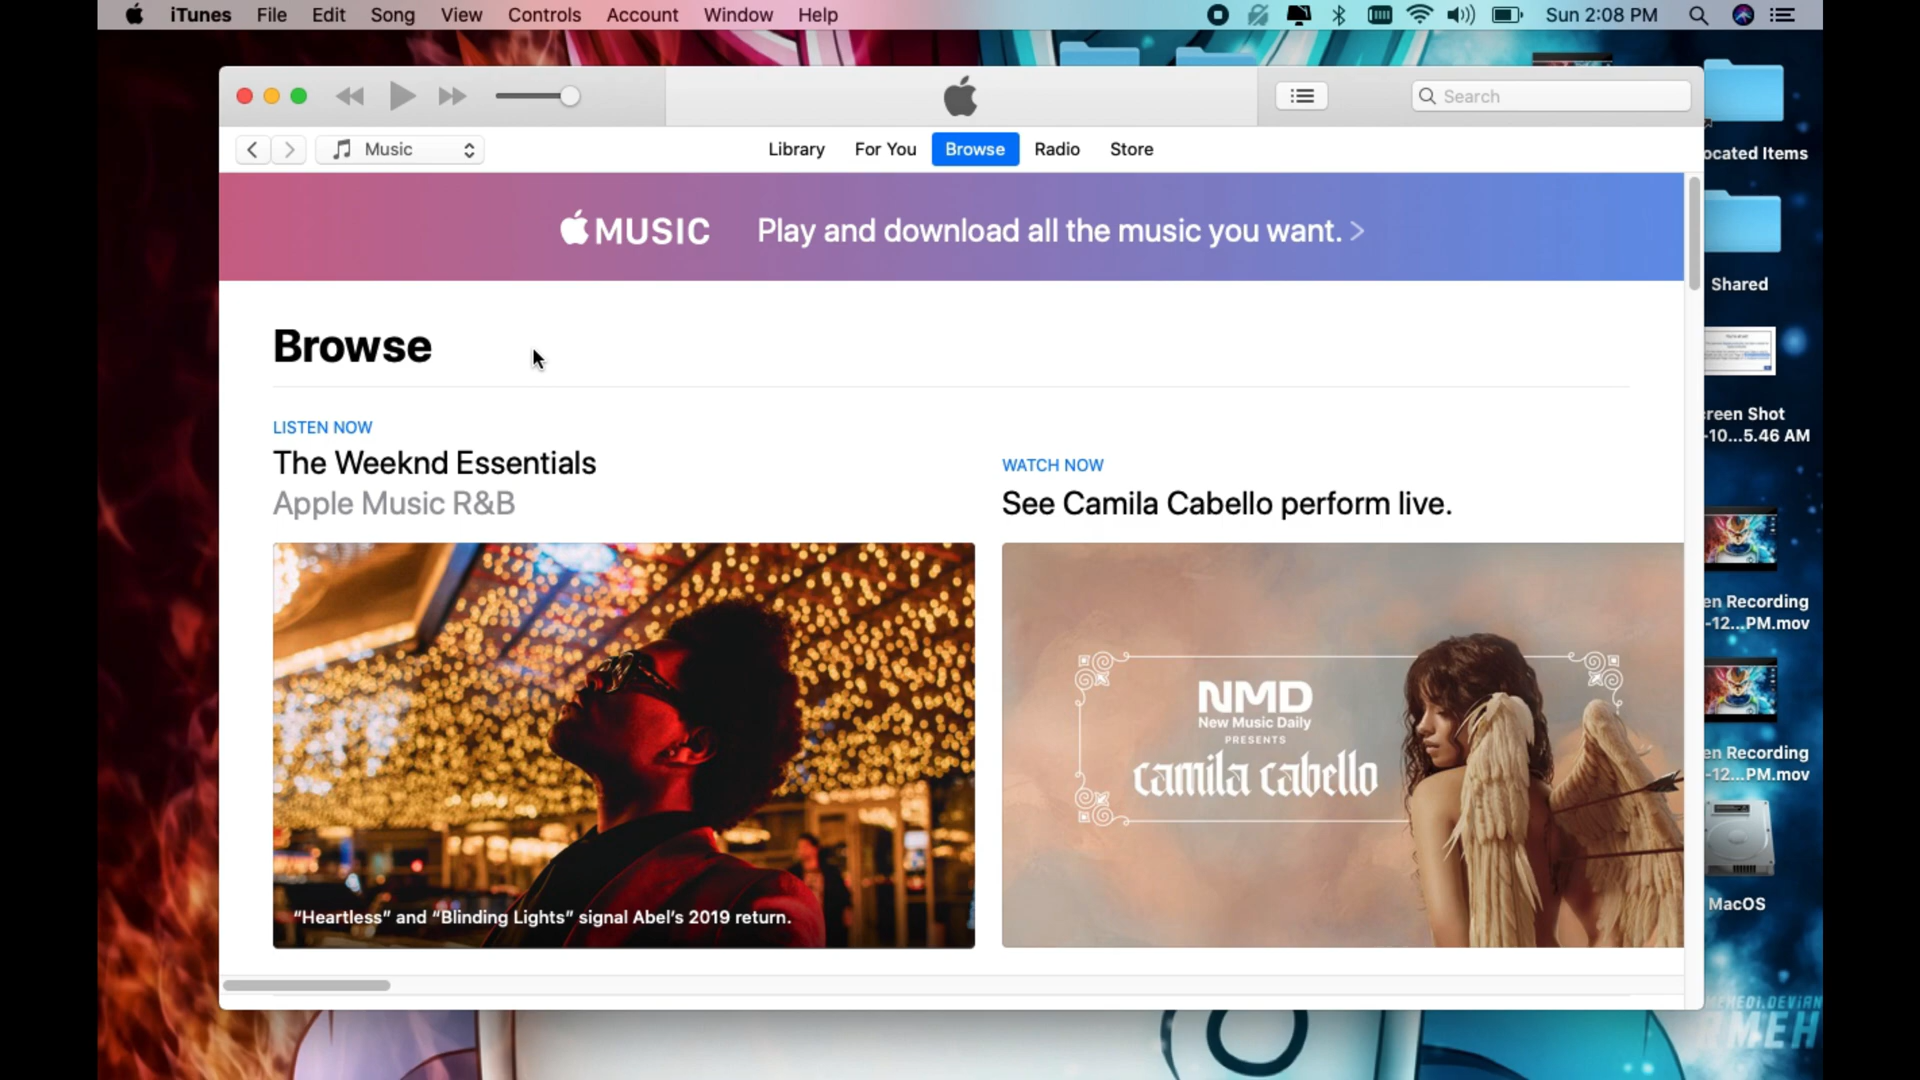 iTunes File Edit Song View Controls Account Window Help Sun 2:08 PM
Search
Music Library For You Browse Radio Store
MUSIC Play and download all the music you want. >
Browse
LISTEN NOW
The Weeknd Essentials
Apple Music R&B
WATCH NOW
See Camila Cabello perform live.
"Heartless" and "Blinding Lights" signal Abel's 2019 return.
NMD
New Music Daily
PRESENTS
camila cabello
ocated Items
Shared
reen Shot
-10...5.46 AM
en Recording
-12...PM.mov
en Recording
-12...PM.mov
MacOS